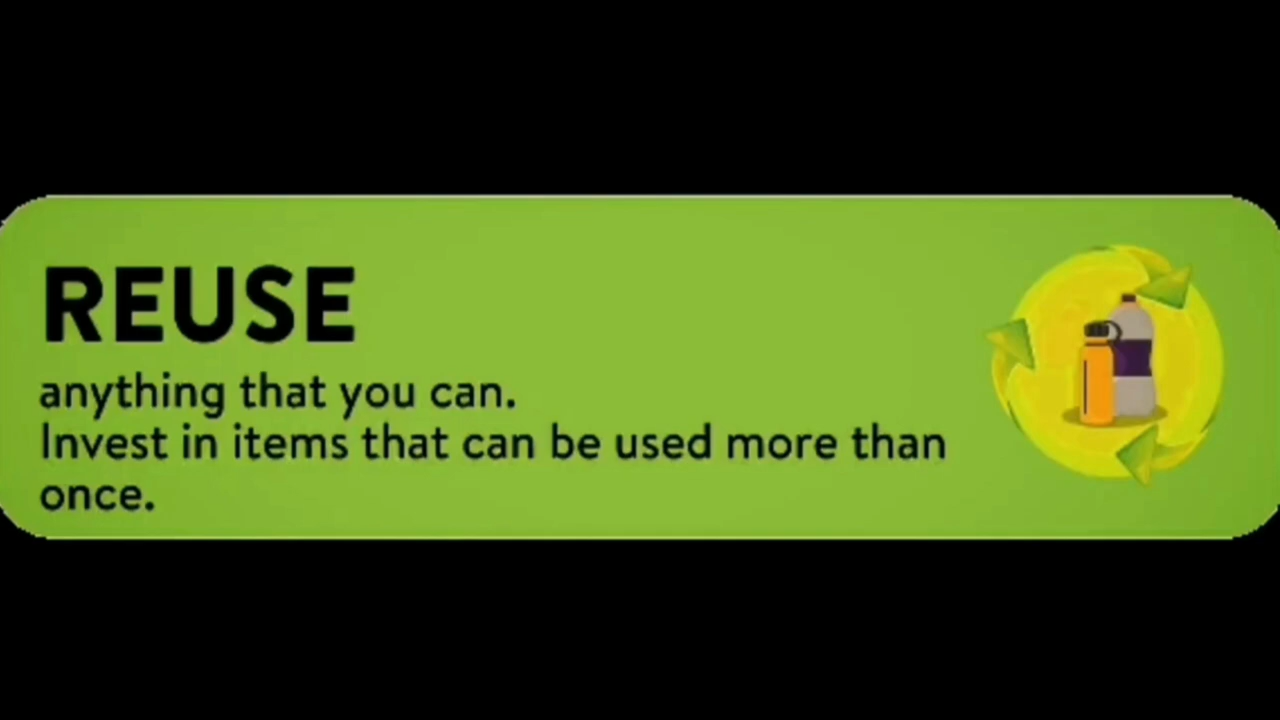 REUSE
anything that you can.
Invest in items that can be used more than
once.